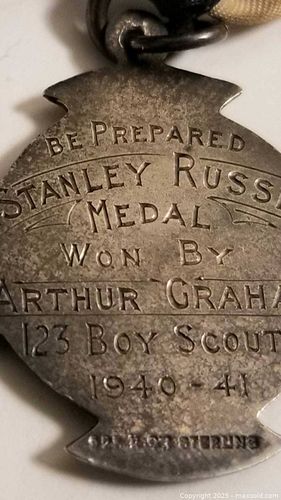 BE PREPARED
STANLEY RUSSE
MEDAL
WON BY
ARTHUR GRAHA
123 BOY SCOUT
1940-41
STERLING
Copyright 2025 - maxsold.com